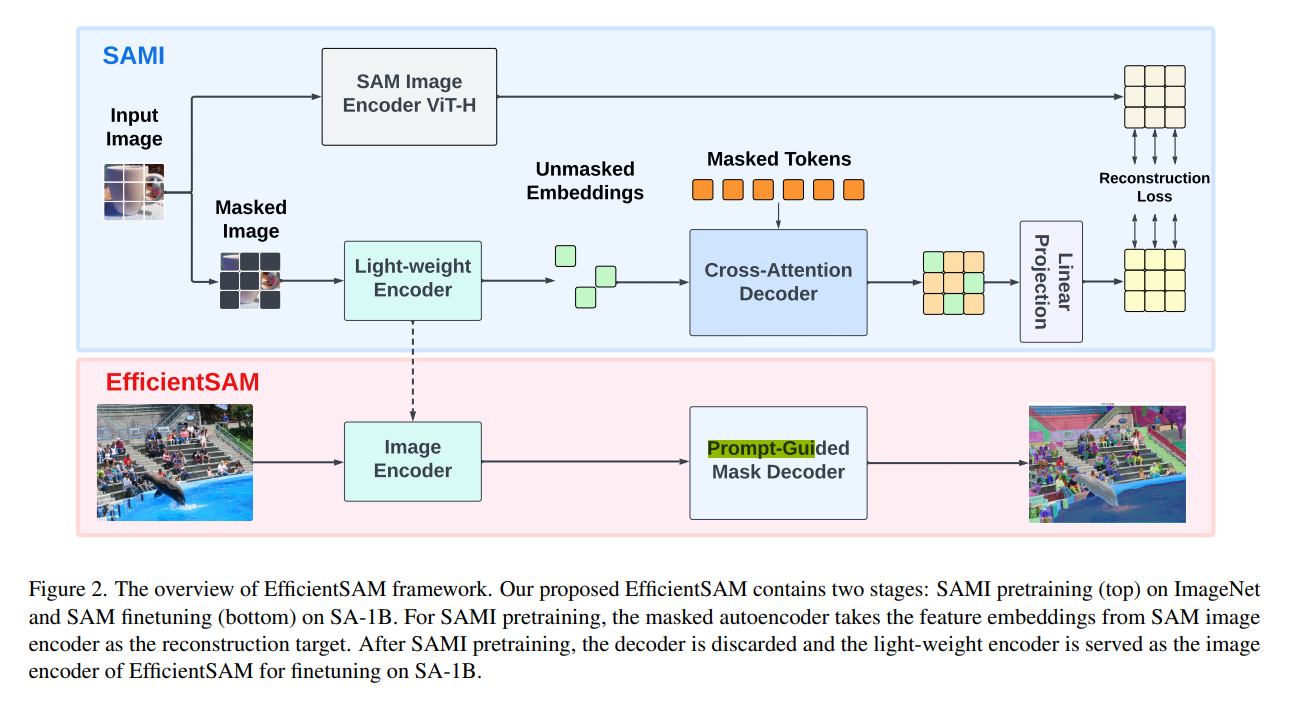 SAMI
Input
Image
SAM Image
Encoder ViT-H
Masked
Image
Light-weight
Encoder
Unmasked
Embeddings
Masked Tokens
Cross-Attention
Decoder
Linear
Projection
Reconstruction
Loss
EfficientSAM
Image
Encoder
Prompt-Guided
Mask Decoder
Figure 2. The overview of EfficientSAM framework. Our proposed EfficientSAM contains two stages: SAMI pretraining (top) on ImageNet
and SAM finetuning (bottom) on SA-1B. For SAMI pretraining, the masked autoencoder takes the feature embeddings from SAM image
encoder as the reconstruction target. After SAMI pretraining, the decoder is discarded and the light-weight encoder is served as the image
encoder of EfficientSAM for finetuning on SA-1B.